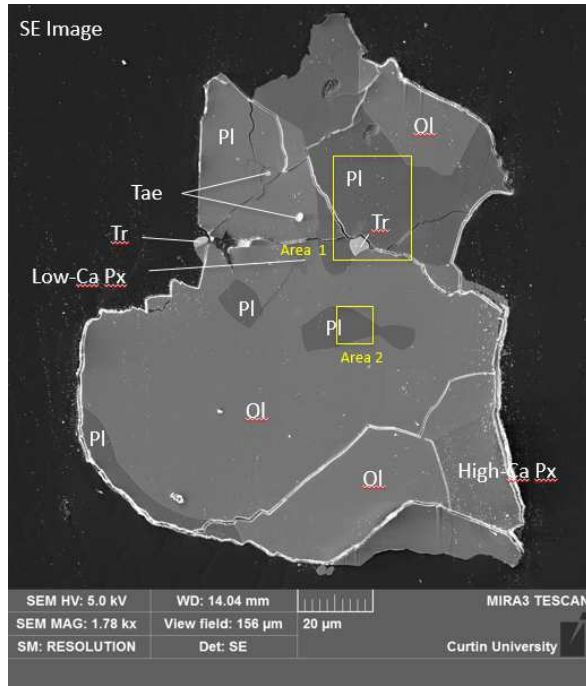 SE Image
Ol
Pl
Pl
Tae
Tr
Tr
Area 1
Low-Ca Px
Pl
Pl
Area 2
Ol
Pl
Ol
High-Ca Px
SEM HV: 5.0 kV WD: 14.04 mm MIRA3 TESCAN
SEM MAG: 1.78 kx View field: 156 µm 20 µm
SM: RESOLUTION Det: SE Curtin University